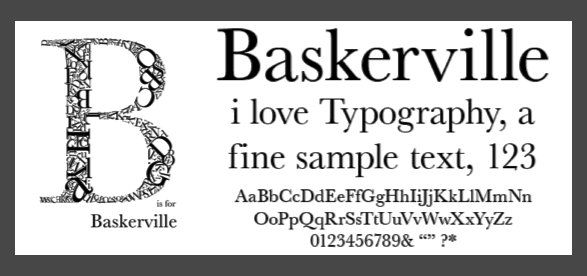 B
is for
Baskerville
Baskerville
i love Typography, a
fine sample text, 123
AaBbCcDdEeFfGgHhIiJjKkLlMmNn
OoPpQqRrSsTtUuVvWwXxYyZz
0123456789& “” ?*